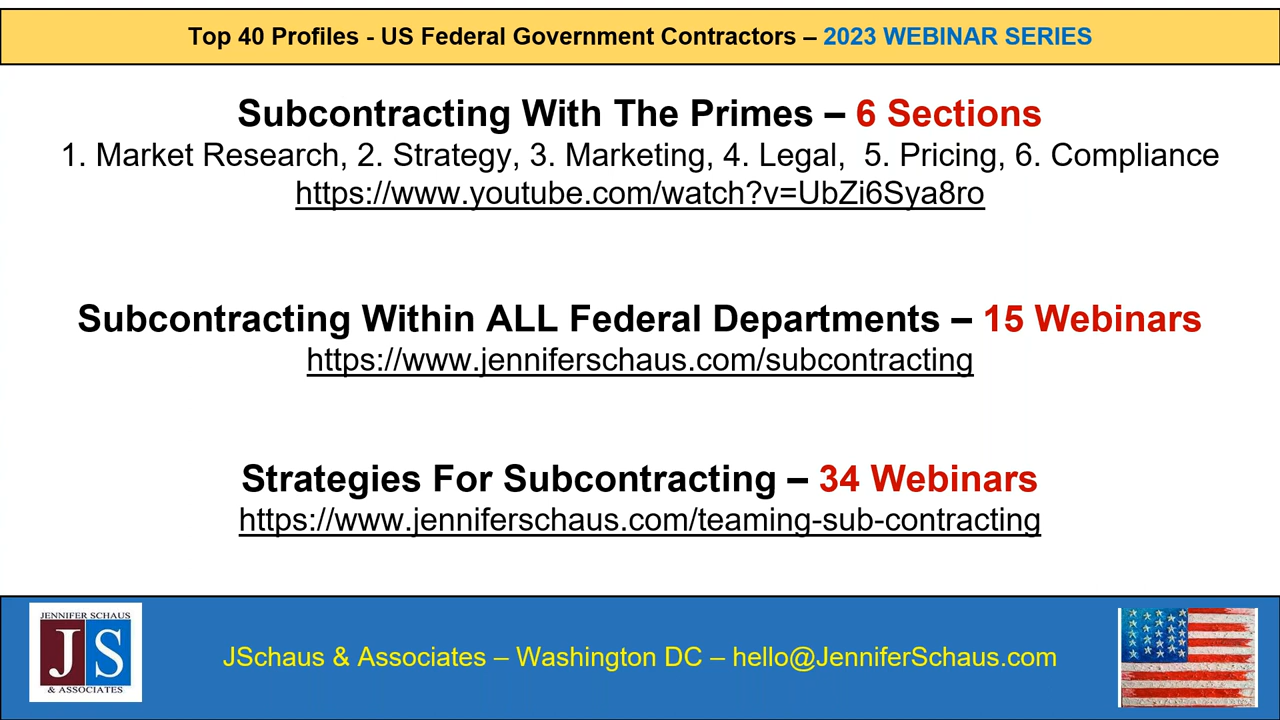 Top 40 Profiles - US Federal Government Contractors – 2023 WEBINAR SERIES
Subcontracting With The Primes – 6 Sections
1. Market Research, 2. Strategy, 3. Marketing, 4. Legal,  5. Pricing, 6. Compliance
https://www.youtube.com/watch?v=UbZi6Sya8ro
Subcontracting Within ALL Federal Departments – 15 Webinars
https://www.jenniferschaus.com/subcontracting
Strategies For Subcontracting – 34 Webinars
https://www.jenniferschaus.com/teaming-sub-contracting
JENNIFER SCHAUS
JS
& ASSOCIATES
JSchaus & Associates – Washington DC – hello@JenniferSchaus.com